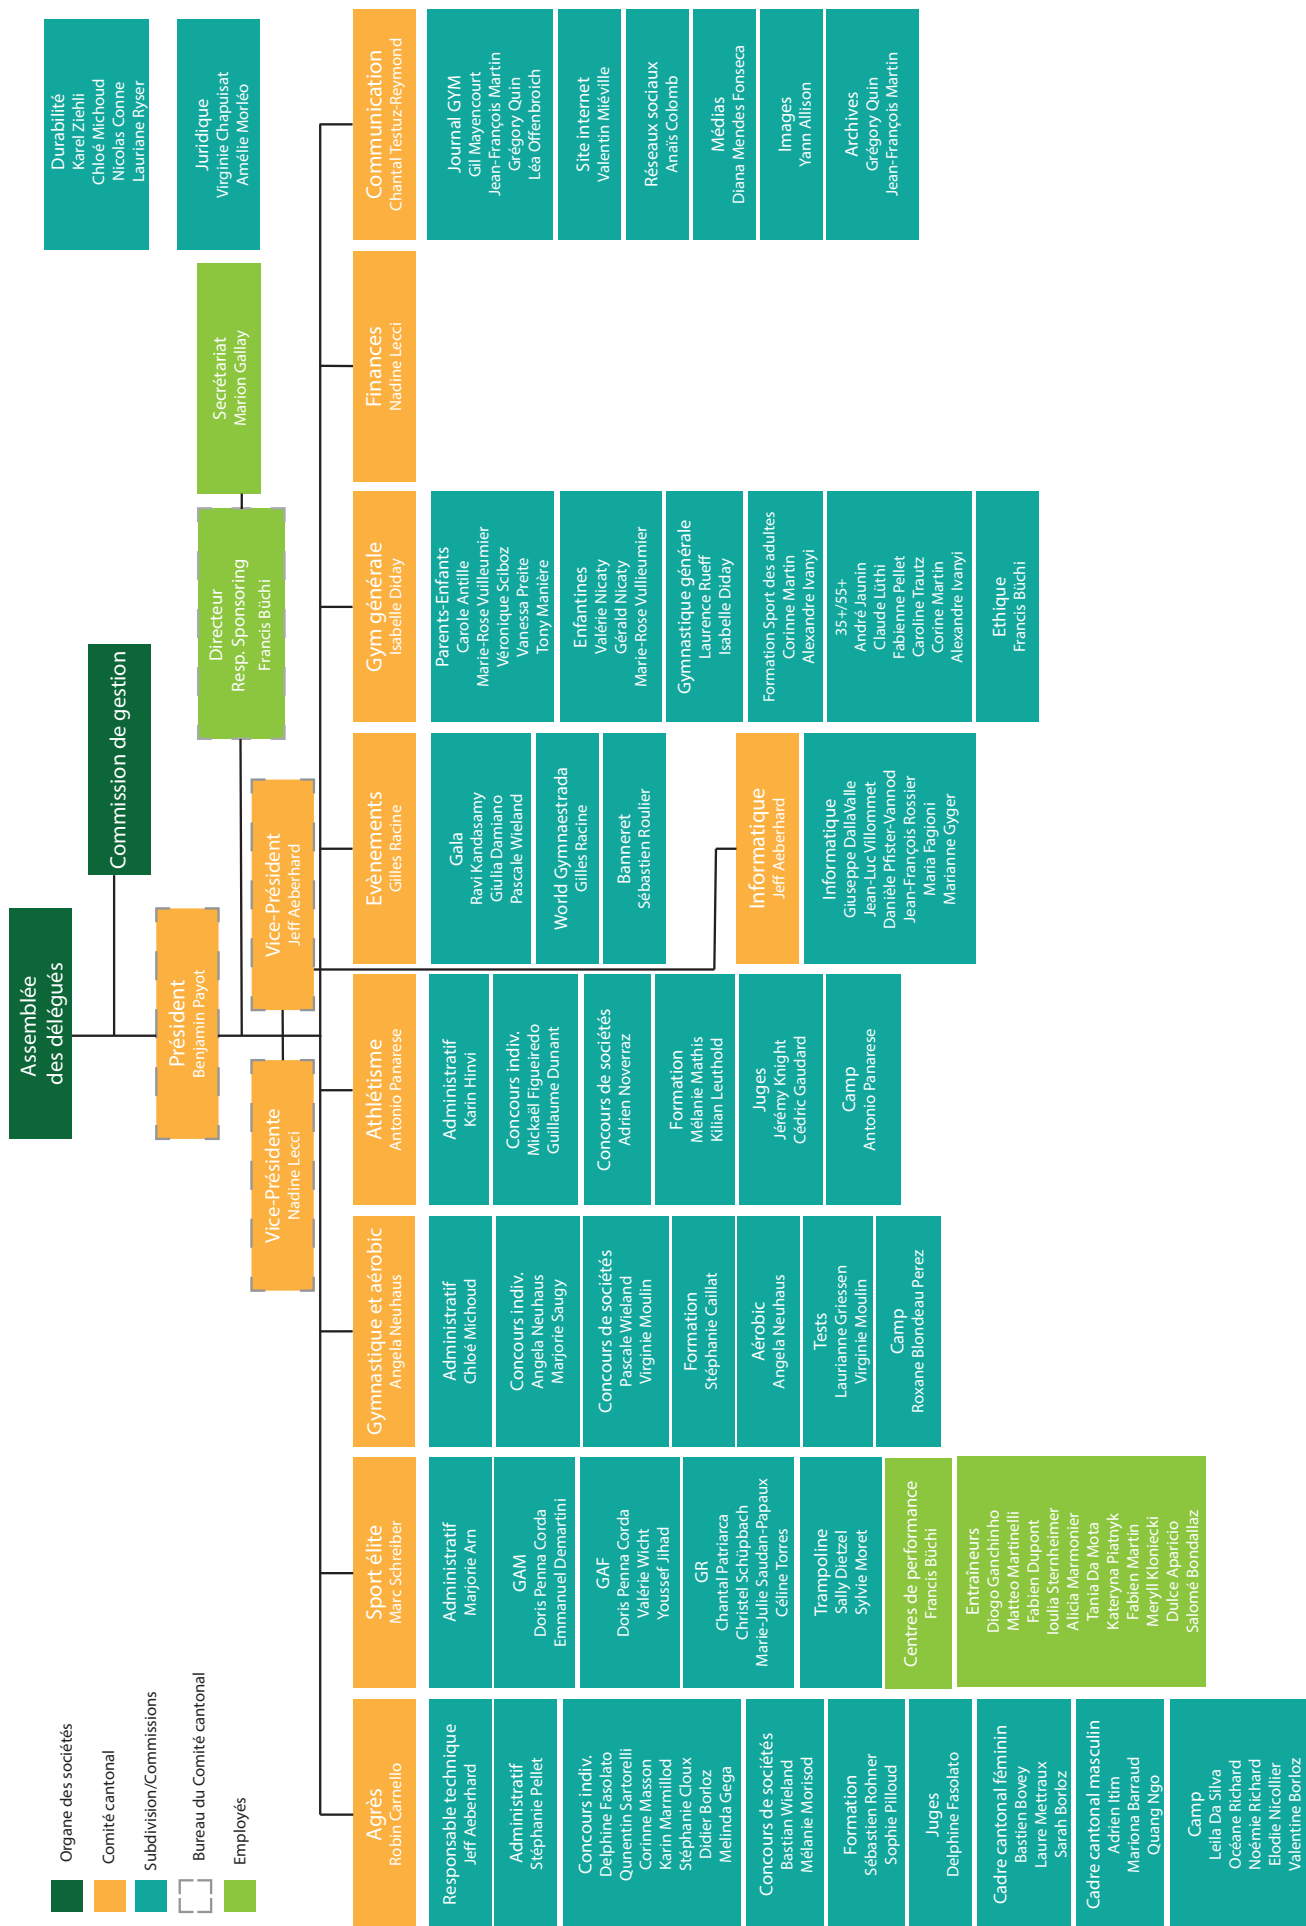 Assemblée
des délégués
Commission de gestion
Président
Benjamin Payot
Durabilité
Karel Ziehli
Chloé Michoud
Nicolas Conne
Lauriane Ryser
Juridique
Virginie Chapuisat
Amélie Morléo
Directeur
Resp. Sponsoring
Francis Büchi
Secrétariat
Marion Gallay
Vice-Présidente
Nadine Lecci
Vice-Président
Jeff Aeberhard
Organe des sociétés
Comité cantonal
Subdivision/Commissions
Bureau du Comité cantonal
Employés
Agrès
Robin Carnello
Responsable technique
Jeff Aeberhard
Administratif
Stéphanie Pellet
Concours indiv.
Delphine Fasolato
Qunentin Sartorelli
Corinne Masson
Karin Marmillod
Stéphanie Cloux
Didier Borloz
Melinda Gega
Concours de sociétés
Bastian Wieland
Mélanie Morisod
Formation
Sébastien Rohner
Sophie Pilloud
Juges
Delphine Fasolato
Cadre cantonal féminin
Bastien Bovey
Laure Mettraux
Sarah Borloz
Cadre cantonal masculin
Adrien Itim
Mariona Barraud
Quang Ngo
Camp
Leila Da Silva
Océane Richard
Noémie Richard
Elodie Nicollier
Valentine Borloz
Sport élite
Marc Schreiber
Administratif
Marjorie Arn
GAM
Doris Penna Corda
Emmanuel Demartini
GAF
Doris Penna Corda
Valérie Wicht
Youssef Jihad
GR
Chantal Patriarca
Christel Schüpbach
Marie-Julie Saudan-Papaux
Céline Torres
Trampoline
Sally Dietzel
Sylvie Moret
Centres de performance
Francis Büchi
Entraîneurs
Diogo Ganchinho
Matteo Martinelli
Fabien Dupont
Ioulia Sternheimer
Alicia Marmonier
Tania Da Mota
Kateryna Piatnyk
Fabien Martin
Meryll Kloniecki
Dulce Aparicio
Salomé Bondallaz
Gymnastique et aérobic
Angela Neuhaus
Administratif
Chloé Michoud
Concours indiv.
Angela Neuhaus
Marjorie Saugy
Concours de sociétés
Pascale Wieland
Virginie Moulin
Formation
Stéphanie Caillat
Aérobic
Angela Neuhaus
Tests
Laurianne Griessen
Virginie Moulin
Camp
Roxane Blondeau Perez
Athlétisme
Antonio Panarese
Administratif
Karin Hinvi
Concours indiv.
Mickaël Figueiredo
Guillaume Dunant
Concours de sociétés
Adrien Noverraz
Formation
Mélanie Mathis
Kilian Leuthold
Juges
Jérémy Knight
Cédric Gaudard
Camp
Antonio Panarese
Evènements
Gilles Racine
Gala
Ravi Kandasamy
Giulia Damiano
Pascale Wieland
World Gymnaestrada
Gilles Racine
Banneret
Sébastien Roulier
Informatique
Jeff Aeberhard
Informatique
Giuseppe DallaValle
Jean-Luc Villommet
Danièle Pfister-Vannod
Jean-François Rossier
Maria Fagioni
Marianne Gyger
Gym générale
Isabelle Diday
Parents-Enfants
Carole Antille
Marie-Rose Vuilleumier
Véronique Sciboz
Vanessa Preite
Tony Manière
Enfantines
Valérie Nicaty
Gérald Nicaty
Marie-Rose Vullieumier
Gymnastique générale
Laurence Rueff
Isabelle Diday
Formation Sport des adultes
Corinne Martin
Alexandre Ivanyi
35+/55+
André Jaunin
Claude Lüthi
Fabienne Pellet
Caroline Trautz
Corine Martin
Alexandre Ivanyi
Ethique
Francis Büchi
Finances
Nadine Lecci
Communication
Chantal Testuz-Reymond
Journal GYM
Gil Mayencourt
Jean-François Martin
Grégory Quin
Léa Offenbroich
Site internet
Valentin Miéville
Réseaux sociaux
Anaïs Colomb
Médias
Diana Mendes Fonseca
Images
Yann Allison
Archives
Grégory Quin
Jean-François Martin